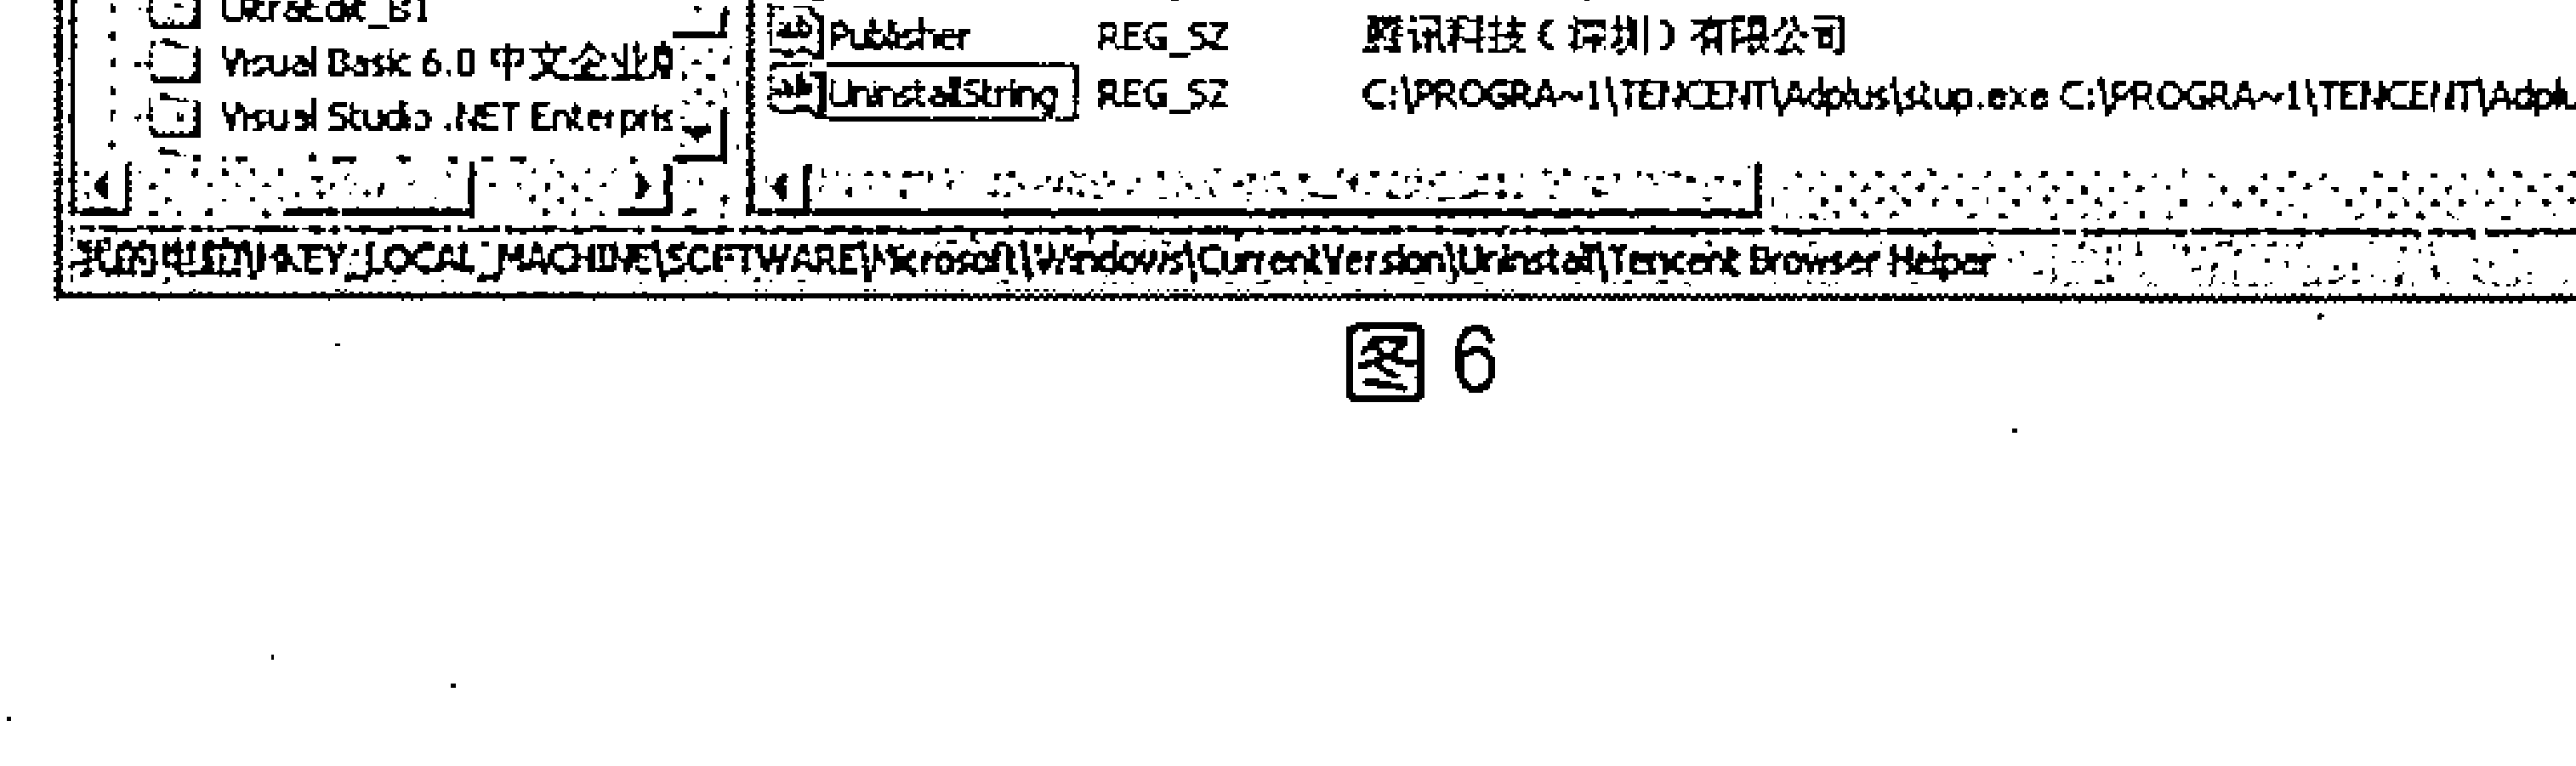 UltraEdit_B1
Visual Basic 6.0 中文企业版
Visual Studio .NET Enterpris
Publisher REG_SZ 腾讯科技（深圳）有限公司
UninstallString REG_SZ C:\PROGRA~1\TENCENT\Adplus\stup.exe C:\PROGRA~1\TENCENT\Adplu
我的电脑\HKEY_LOCAL_MACHINE\SOFTWARE\Microsoft\Windows\CurrentVersion\Uninstall\Tencent Browser Helper
图 6